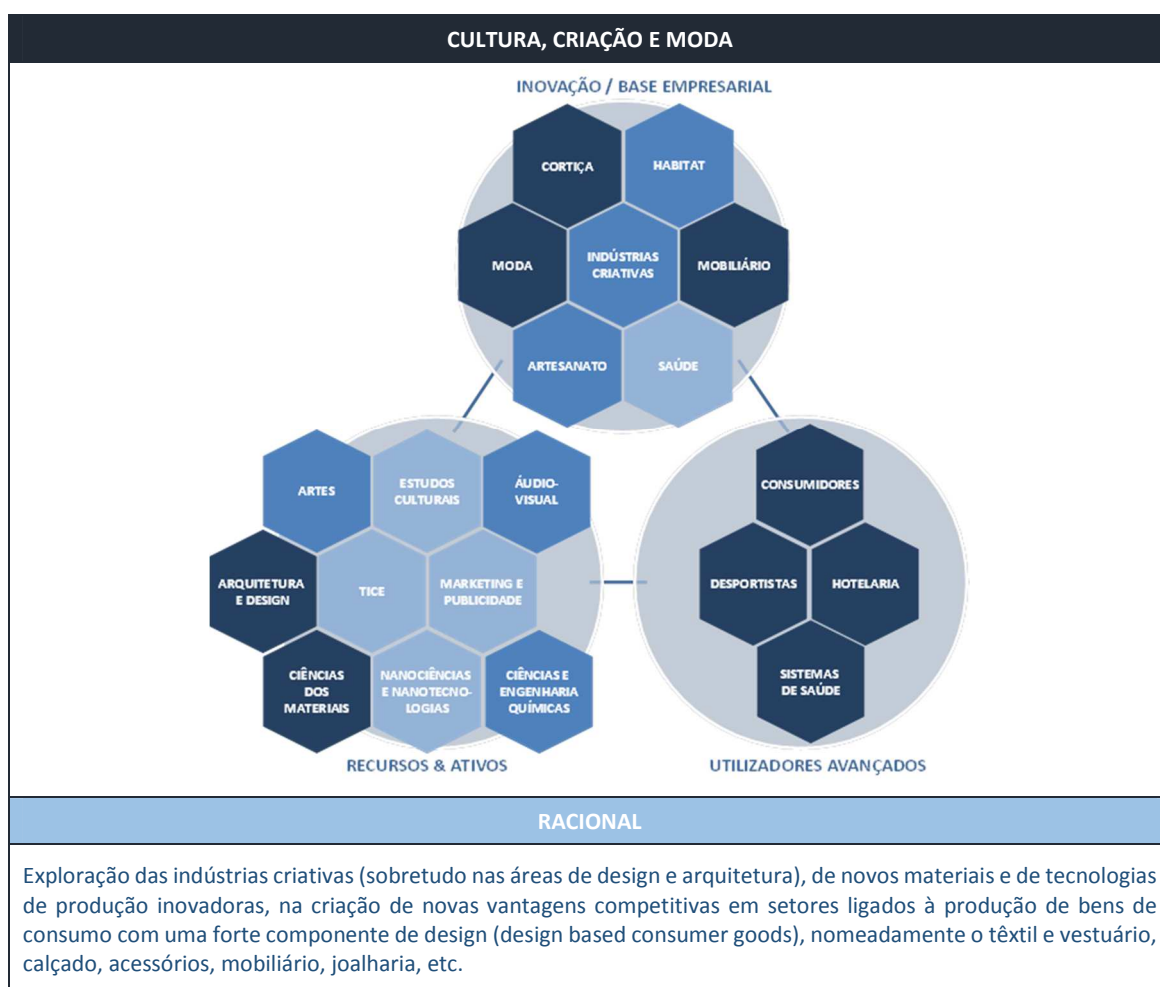 CULTURA, CRIAÇÃO E MODA
INOVAÇÃO / BASE EMPRESARIAL
CORTIÇA
HABITAT
MODA
INDÚSTRIAS
CRIATIVAS
MOBILIÁRIO
ARTESANATO
SAÚDE
ARTES
ESTUDOS
CULTURAIS
ÁUDIO-
VISUAL
ARQUITETURA
E DESIGN
TICE
MARKETING E
PUBLICIDADE
CIÊNCIAS
DOS
MATERIAIS
NANOCIÊNCIAS
E NANOTECNO-
LOGIAS
CIÊNCIAS E
ENGENHARIA
QUÍMICAS
RECURSOS & ATIVOS
CONSUMIDORES
DESPORTISTAS
HOTELARIA
SISTEMAS
DE SAÚDE
UTILIZADORES AVANÇADOS
RACIONAL
Exploração das indústrias criativas (sobretudo nas áreas de design e arquitetura), de novos materiais e de tecnologias
de produção inovadoras, na criação de novas vantagens competitivas em setores ligados à produção de bens de
consumo com uma forte componente de design (design based consumer goods), nomeadamente o têxtil e vestuário,
calçado, acessórios, mobiliário, joalharia, etc.